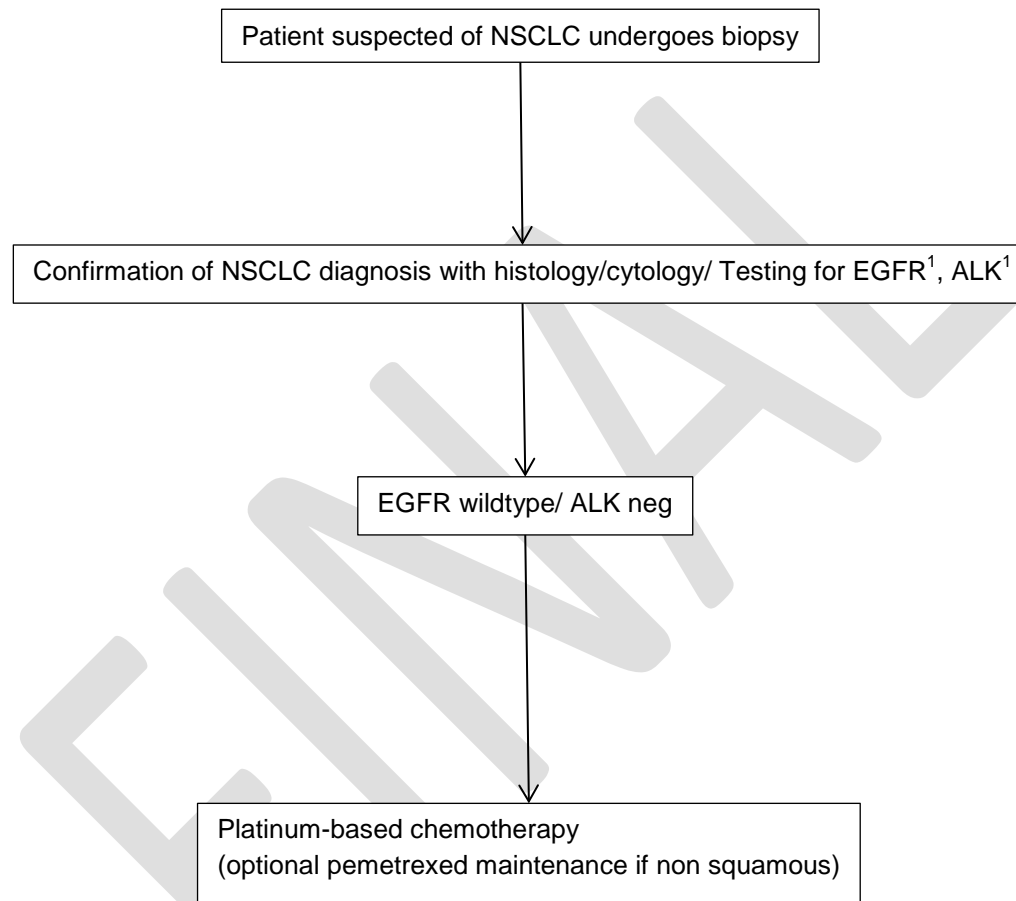 Patient suspected of NSCLC undergoes biopsy
Confirmation of NSCLC diagnosis with histology/cytology/ Testing for EGFR¹, ALK¹
EGFR wildtype/ ALK neg
Platinum-based chemotherapy
(optional pemetrexed maintenance if non squamous)
FINAL